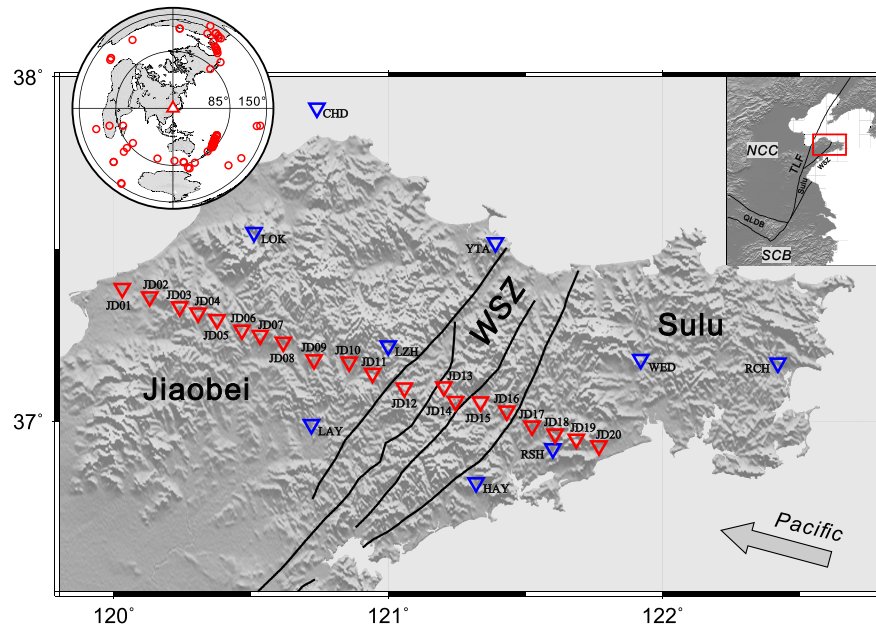 38°
85° 150°
CHD
NCC
TLF
Sulu
WSZ
QLDB
SCB
LOK
YTA
JD01
JD02
JD03
JD04
JD05
JD06
JD07
JD08
JD09
JD10
JD11
LZH
WSZ
Sulu
WED
RCH
Jiaobei
JD12
JD13
JD14
JD15
JD16
JD17
JD18
JD19
JD20
37°
LAY
RSH
HAY
Pacific
120° 121° 122°